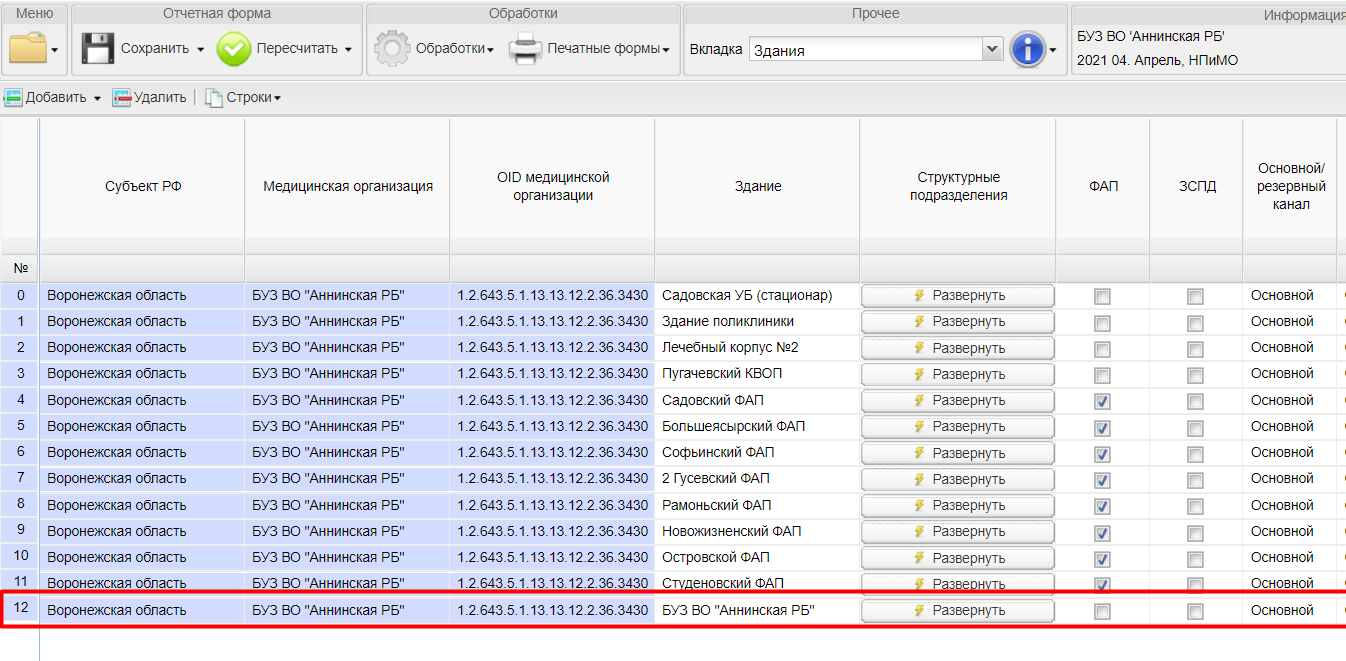 Меню
Отчетная форма
Обработки
Прочее
Информация
Сохранить
Пересчитать
Обработки
Печатные формы
Вкладка
Здания
БУЗ ВО 'Аннинская РБ'
2021 04. Апрель, НПиМО
Добавить
Удалить
Строки
Субъект РФ
Медицинская организация
OID медицинской
организации
Здание
Структурные
подразделения
ФАП
ЗСПД
Основной/
резервный
канал
№
0 Воронежская область БУЗ ВО "Аннинская РБ" 1.2.643.5.1.13.13.12.2.36.3430 Садовская УБ (стационар) Развернуть Основной
1 Воронежская область БУЗ ВО "Аннинская РБ" 1.2.643.5.1.13.13.12.2.36.3430 Здание поликлиники Развернуть Основной
2 Воронежская область БУЗ ВО "Аннинская РБ" 1.2.643.5.1.13.13.12.2.36.3430 Лечебный корпус №2 Развернуть Основной
3 Воронежская область БУЗ ВО "Аннинская РБ" 1.2.643.5.1.13.13.12.2.36.3430 Пугачевский КВОП Развернуть Основной
4 Воронежская область БУЗ ВО "Аннинская РБ" 1.2.643.5.1.13.13.12.2.36.3430 Садовский ФАП Развернуть Основной
5 Воронежская область БУЗ ВО "Аннинская РБ" 1.2.643.5.1.13.13.12.2.36.3430 Большеясырский ФАП Развернуть Основной
6 Воронежская область БУЗ ВО "Аннинская РБ" 1.2.643.5.1.13.13.12.2.36.3430 Софьинский ФАП Развернуть Основной
7 Воронежская область БУЗ ВО "Аннинская РБ" 1.2.643.5.1.13.13.12.2.36.3430 2 Гусевский ФАП Развернуть Основной
8 Воронежская область БУЗ ВО "Аннинская РБ" 1.2.643.5.1.13.13.12.2.36.3430 Рамоньский ФАП Развернуть Основной
9 Воронежская область БУЗ ВО "Аннинская РБ" 1.2.643.5.1.13.13.12.2.36.3430 Новожизненский ФАП Развернуть Основной
10 Воронежская область БУЗ ВО "Аннинская РБ" 1.2.643.5.1.13.13.12.2.36.3430 Островской ФАП Развернуть Основной
11 Воронежская область БУЗ ВО "Аннинская РБ" 1.2.643.5.1.13.13.12.2.36.3430 Студеновский ФАП Развернуть Основной
12 Воронежская область БУЗ ВО "Аннинская РБ" 1.2.643.5.1.13.13.12.2.36.3430 БУЗ ВО "Аннинская РБ" Развернуть Основной